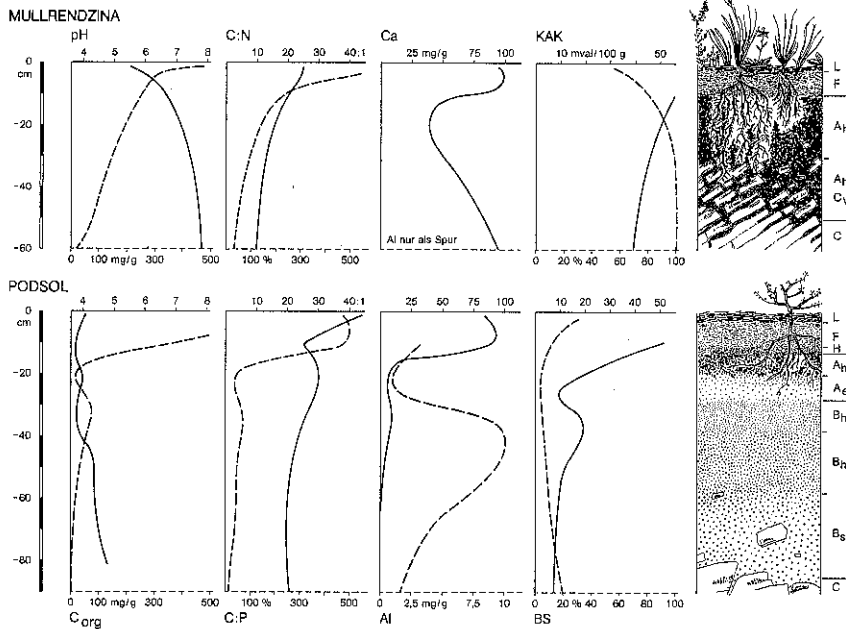 MULLRENDZINA
pH C:N Ca KAK
4 5 6 7 8 10 20 30 40:1 25 mg/g 75 100 10 mval/100 g 50
0
cm
-20
-40
-60
L
F
Ah
Ah
Cv
C
Al nur als Spur
100 mg/g 300 500 100 % 300 500 0 20 % 60 80 100
PODSOL
4 5 6 7 8 10 20 30 40:1 25 50 75 100 10 20 30 40 50
0
cm
-20
-40
-60
-80
L
F
H
Ah
Ae
Bh
Bh
Bs
C
0 100 mg/g 300 500 100 % 300 500 0 2,5 mg/g 7,5 10 0 20 % 40 60 80 100
Corg C:P Al BS